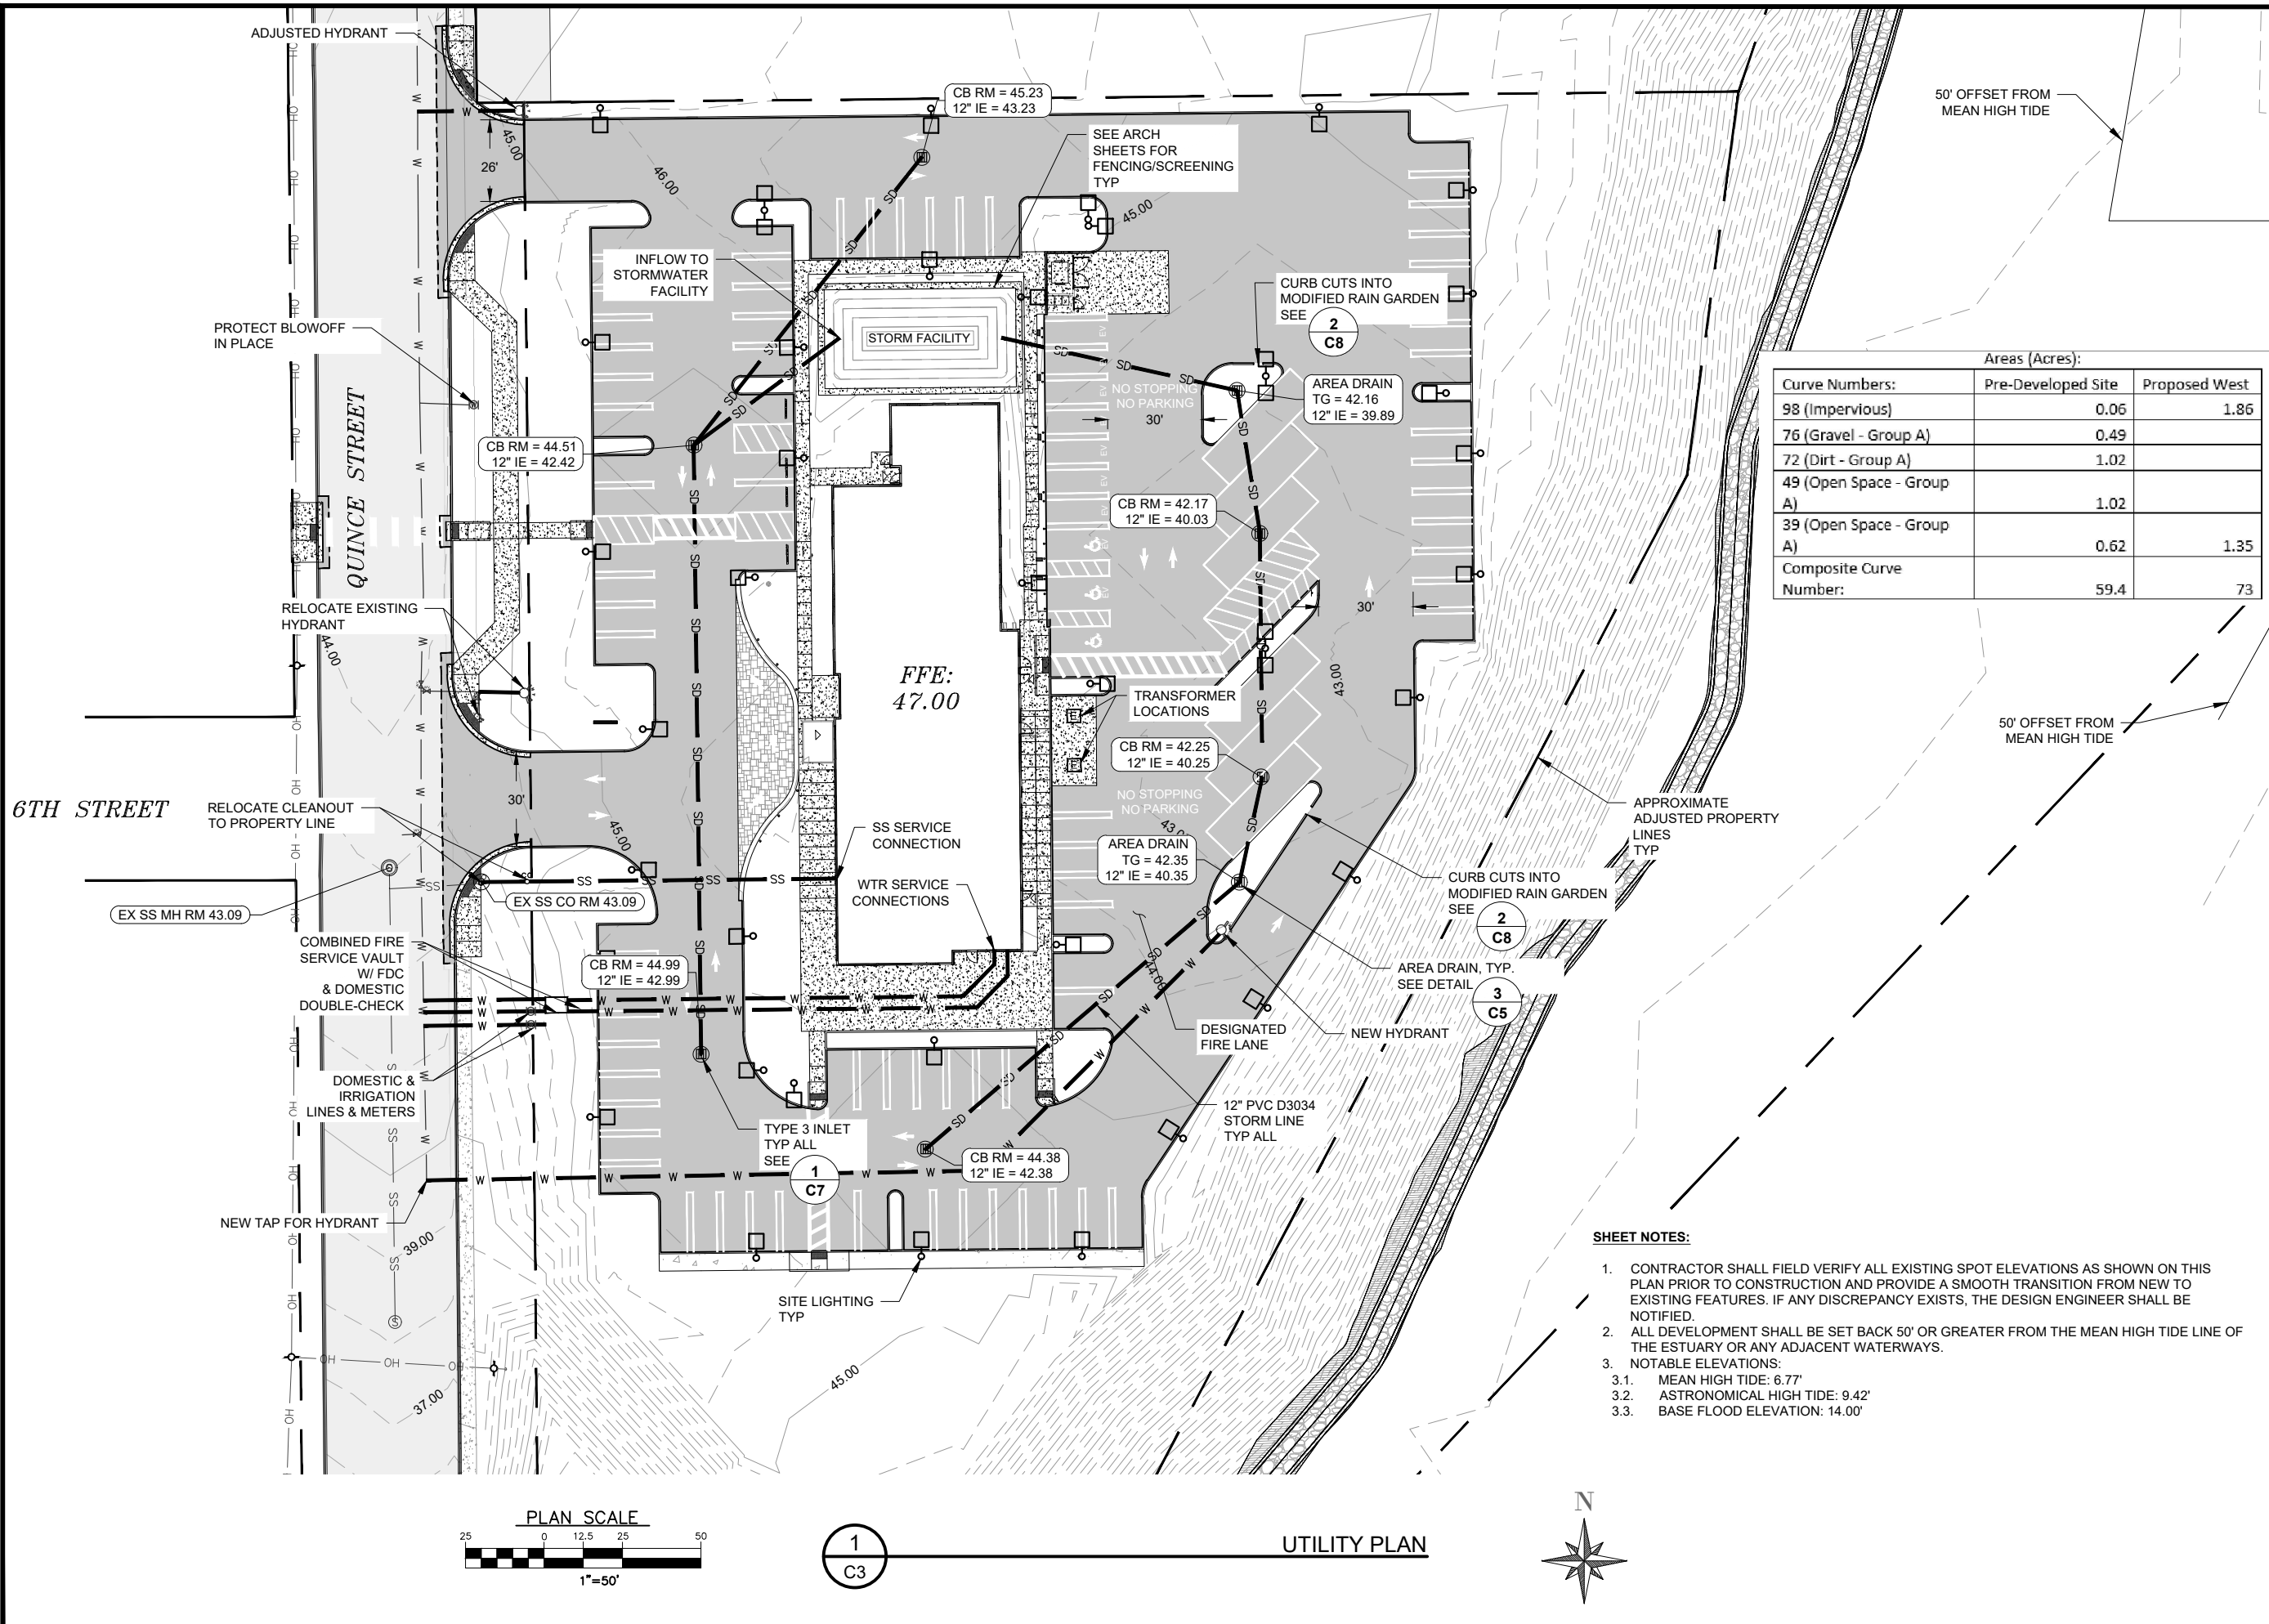 ADJUSTED HYDRANT
CB RM = 45.23
12" IE = 43.23
50' OFFSET FROM
MEAN HIGH TIDE
SEE ARCH
SHEETS FOR
FENCING/SCREENING
TYP
26'
45.00
46.00
45.00
INFLOW TO
STORMWATER
FACILITY
CURB CUTS INTO
MODIFIED RAIN GARDEN
SEE
2
C8
PROTECT BLOWOFF
IN PLACE
STORM FACILITY
QUINCE STREET
NO STOPPING
NO PARKING
30'
AREA DRAIN
TG = 42.16
12" IE = 39.89
Areas (Acres):
Curve Numbers: Pre-Developed Site Proposed West
98 (Impervious) 0.06 1.86
76 (Gravel - Group A) 0.49
72 (Dirt - Group A) 1.02
49 (Open Space - Group
A) 1.02
39 (Open Space - Group
A) 0.62 1.35
Composite Curve
Number: 59.4 73
CB RM = 44.51
12" IE = 42.42
CB RM = 42.17
12" IE = 40.03
RELOCATE EXISTING
HYDRANT
44.00
30'
FFE:
47.00
43.00
TRANSFORMER
LOCATIONS
50' OFFSET FROM
MEAN HIGH TIDE
CB RM = 42.25
12" IE = 40.25
NO STOPPING
NO PARKING
6TH STREET
RELOCATE CLEANOUT
TO PROPERTY LINE
30'
45.00
SS SERVICE
CONNECTION
AREA DRAIN
TG = 42.35
12" IE = 40.35
APPROXIMATE
ADJUSTED PROPERTY
LINES
TYP
WTR SERVICE
CONNECTIONS
CURB CUTS INTO
MODIFIED RAIN GARDEN
SEE
2
C8
EX SS MH RM 43.09
EX SS CO RM 43.09
COMBINED FIRE
SERVICE VAULT
W/ FDC
& DOMESTIC
DOUBLE-CHECK
CB RM = 44.99
12" IE = 42.99
44.00
AREA DRAIN, TYP.
SEE DETAIL
3
C5
DESIGNATED
FIRE LANE
NEW HYDRANT
DOMESTIC &
IRRIGATION
LINES & METERS
TYPE 3 INLET
TYP ALL
SEE
1
C7
12" PVC D3034
STORM LINE
TYP ALL
CB RM = 44.38
12" IE = 42.38
NEW TAP FOR HYDRANT
39.00
SITE LIGHTING
TYP
45.00
37.00
SHEET NOTES:
1. CONTRACTOR SHALL FIELD VERIFY ALL EXISTING SPOT ELEVATIONS AS SHOWN ON THIS
PLAN PRIOR TO CONSTRUCTION AND PROVIDE A SMOOTH TRANSITION FROM NEW TO
EXISTING FEATURES. IF ANY DISCREPANCY EXISTS, THE DESIGN ENGINEER SHALL BE
NOTIFIED.
2. ALL DEVELOPMENT SHALL BE SET BACK 50' OR GREATER FROM THE MEAN HIGH TIDE LINE OF
THE ESTUARY OR ANY ADJACENT WATERWAYS.
3. NOTABLE ELEVATIONS:
3.1. MEAN HIGH TIDE: 6.77'
3.2. ASTRONOMICAL HIGH TIDE: 9.42'
3.3. BASE FLOOD ELEVATION: 14.00'
PLAN SCALE
25 0 12.5 25 50
1"=50'
1
C3
UTILITY PLAN
N